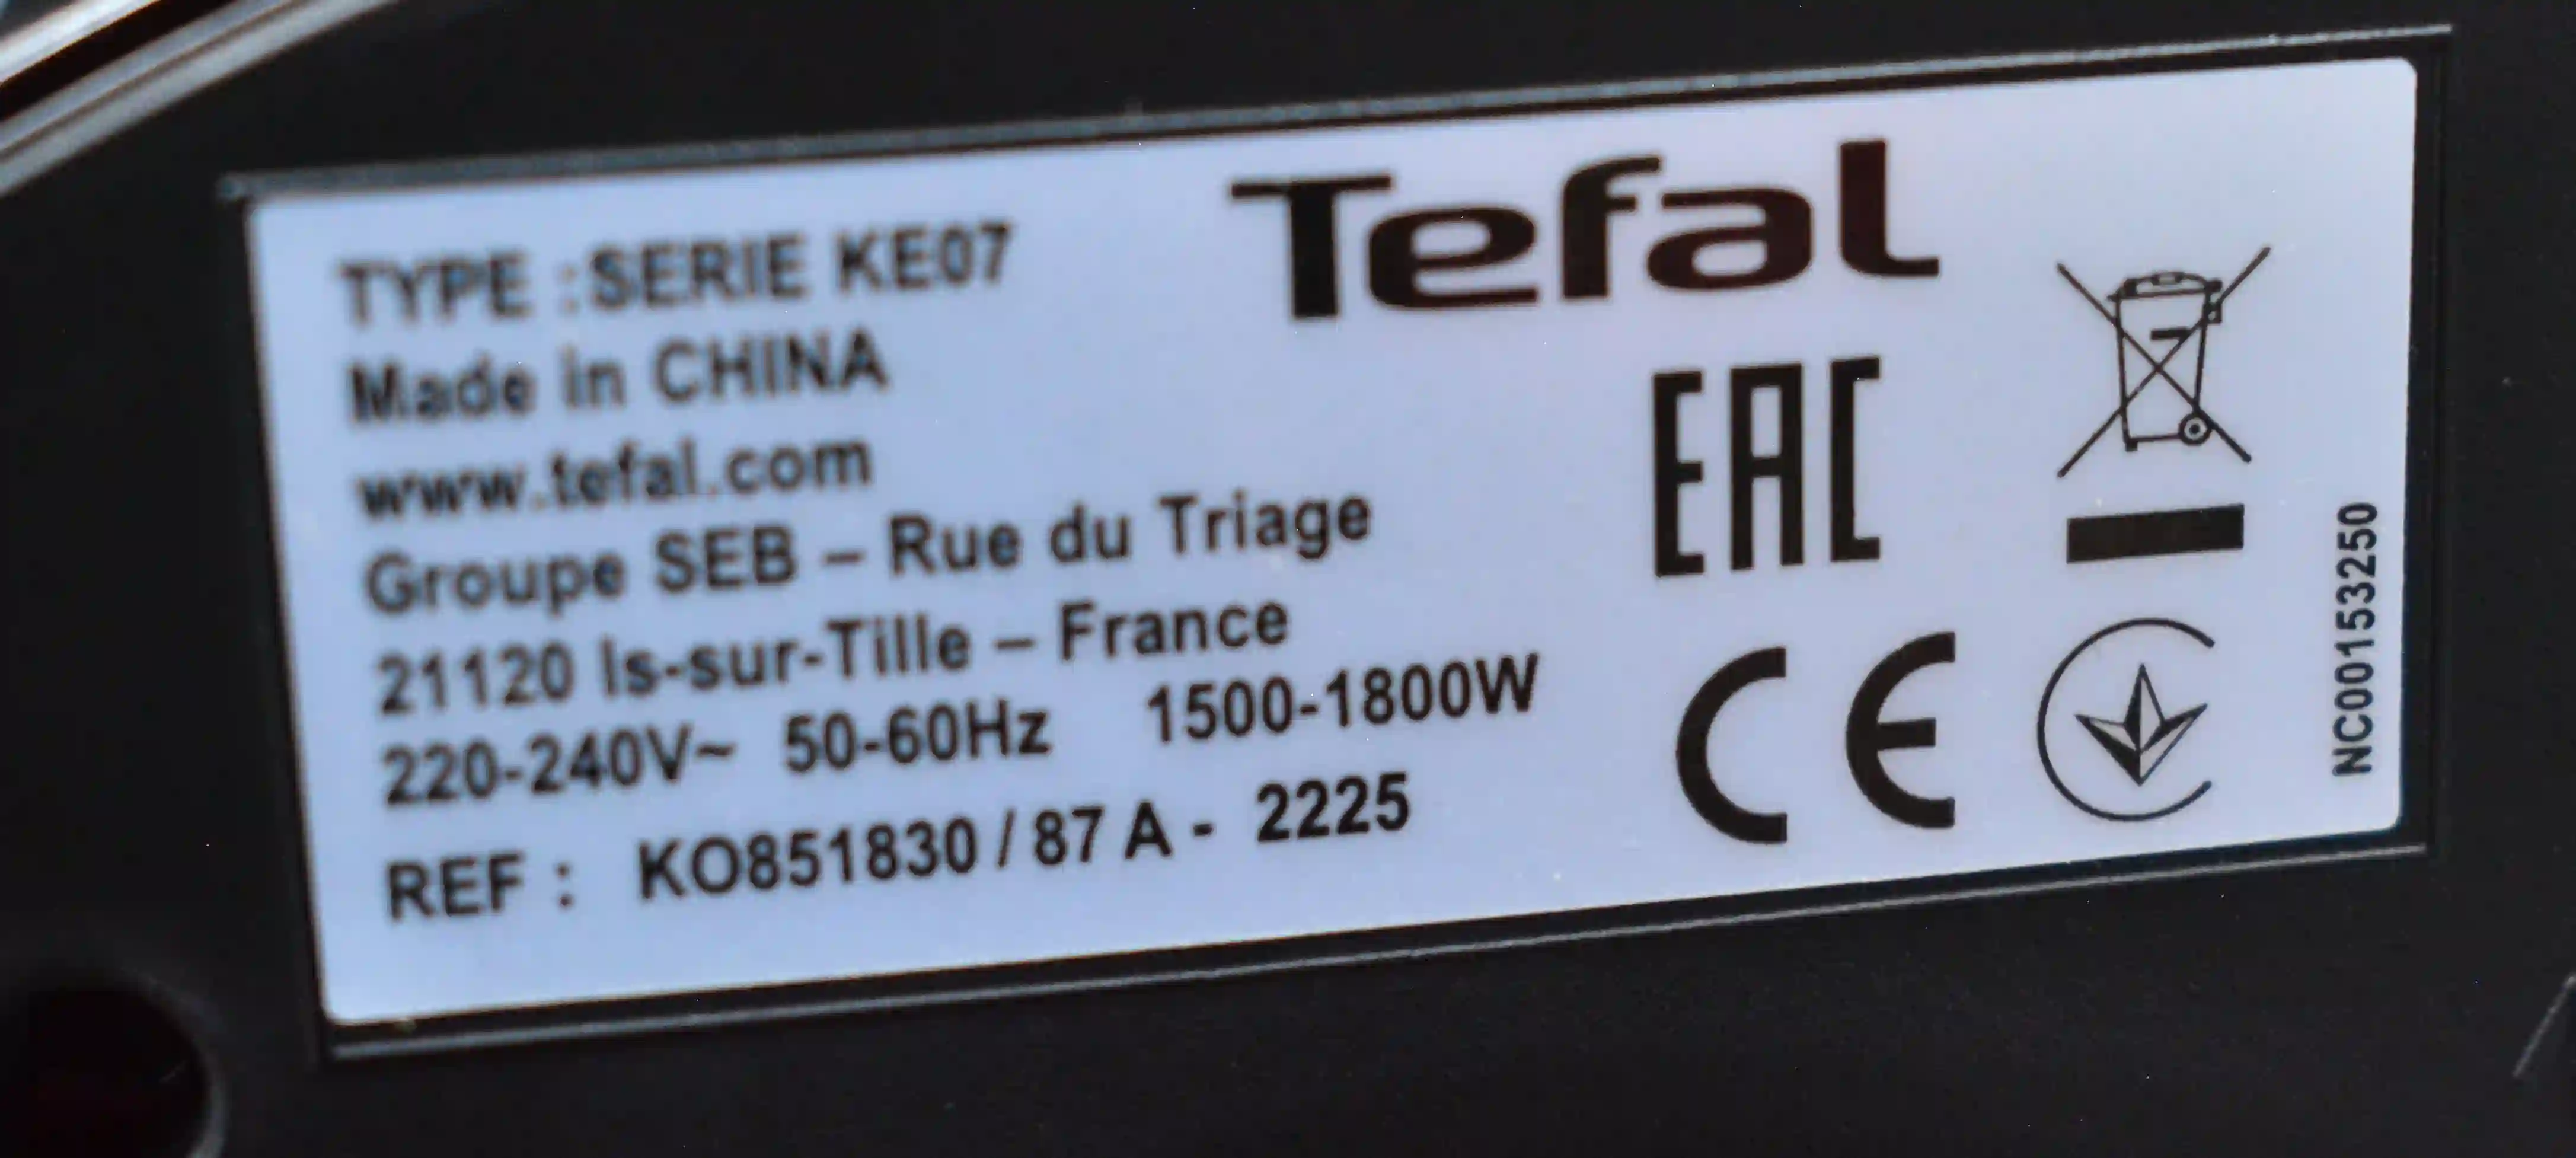 Tefal
TYPE :SERIE KE07
Made in CHINA
www.tefal.com
Groupe SEB – Rue du Triage
21120 Is-sur-Tille – France
220-240V~ 50-60Hz 1500-1800W
REF : KO851830 / 87 A - 2225
EAC
CE
NC00153250